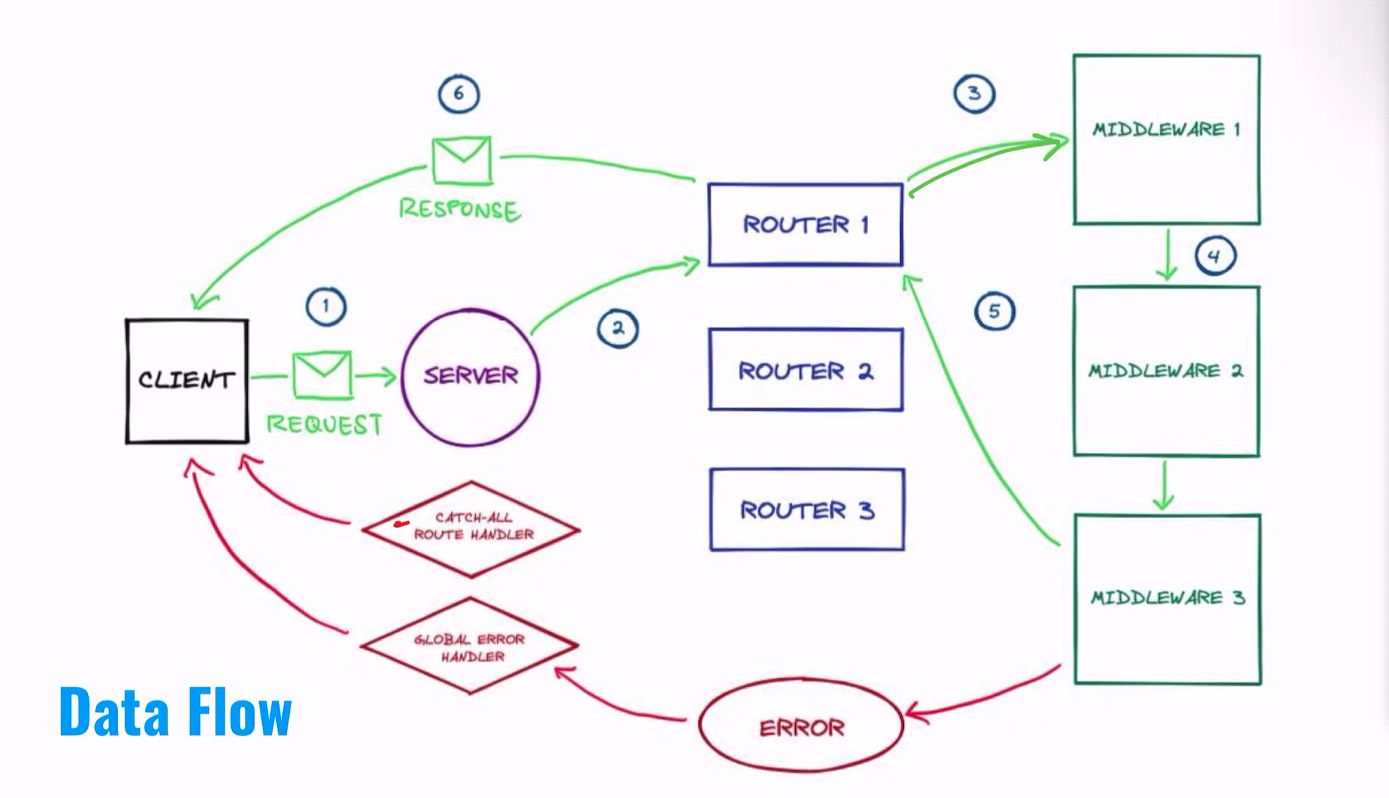 6
RESPONSE
3
MIDDLEWARE 1
ROUTER 1
4
1
REQUEST
CLIENT
SERVER
2
5
ROUTER 2
MIDDLEWARE 2
ROUTER 3
CATCH-ALL
ROUTE HANDLER
MIDDLEWARE 3
GLOBAL ERROR
HANDLER
ERROR
Data Flow